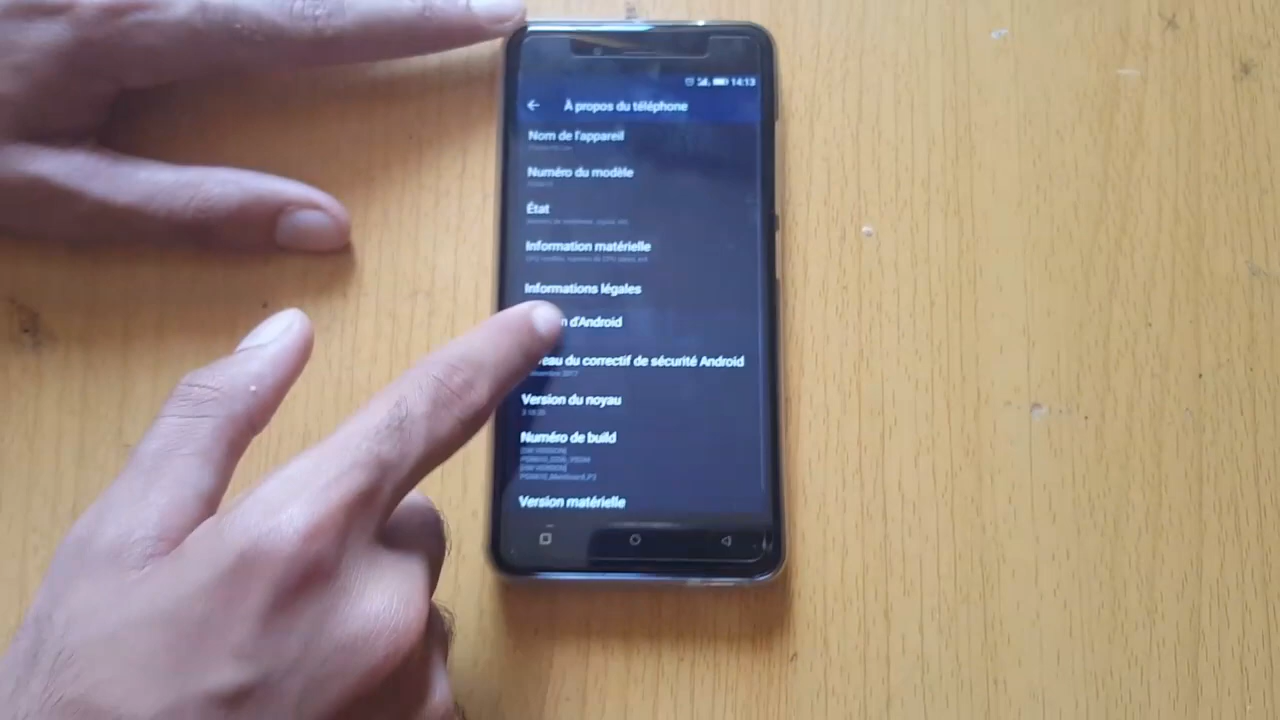 14:13
À propos du téléphone
Nom de l'appareil
Numéro du modèle
État
Information matérielle
Informations légales
d'Android
du correctif de sécurité Android
Version du noyau
Numéro de build
Version matérielle